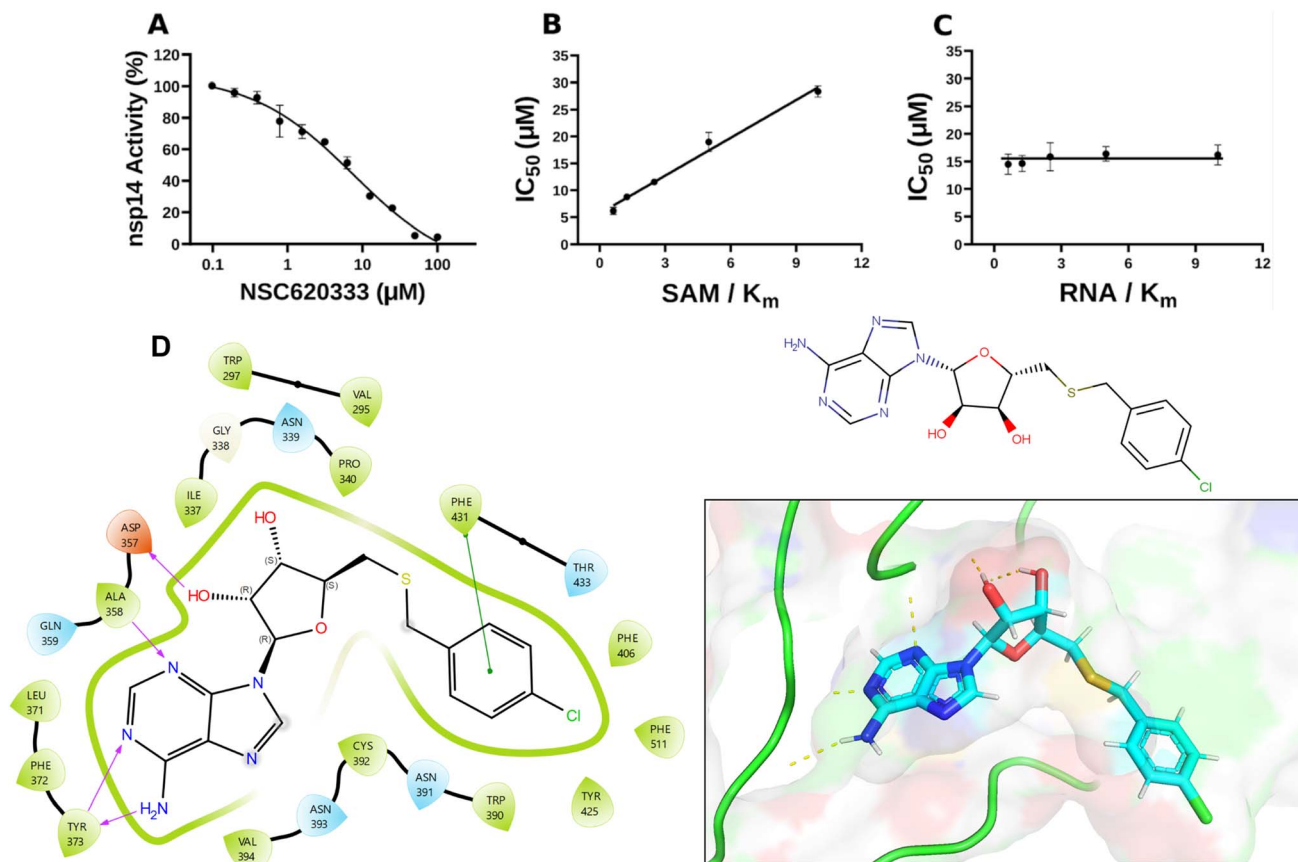 A
nsp14 Activity (%)
120
100
80
60
40
20
0
0.1 1 10 100
NSC620333 (µM)
B
IC50 (µM)
35
30
25
20
15
10
5
0
0 3 6 9 12
SAM / Km
C
IC50 (µM)
35
30
25
20
15
10
5
0
0 3 6 9 12
RNA / Km
D
TRP
297
VAL
295
GLY
338
ASN
339
PRO
340
ILE
337
ASP
357
ALA
358
GLN
359
LEU
371
PHE
372
TYR
373
VAL
394
ASN
393
CYS
392
ASN
391
TRP
390
TYR
425
PHE
511
PHE
406
THR
433
PHE
431
HO
HO
(S)
(R)
(S)
(R)
O
S
Cl
N
N
N
N
H2N
H2N
N
N
N
N
O
HO
OH
S
Cl